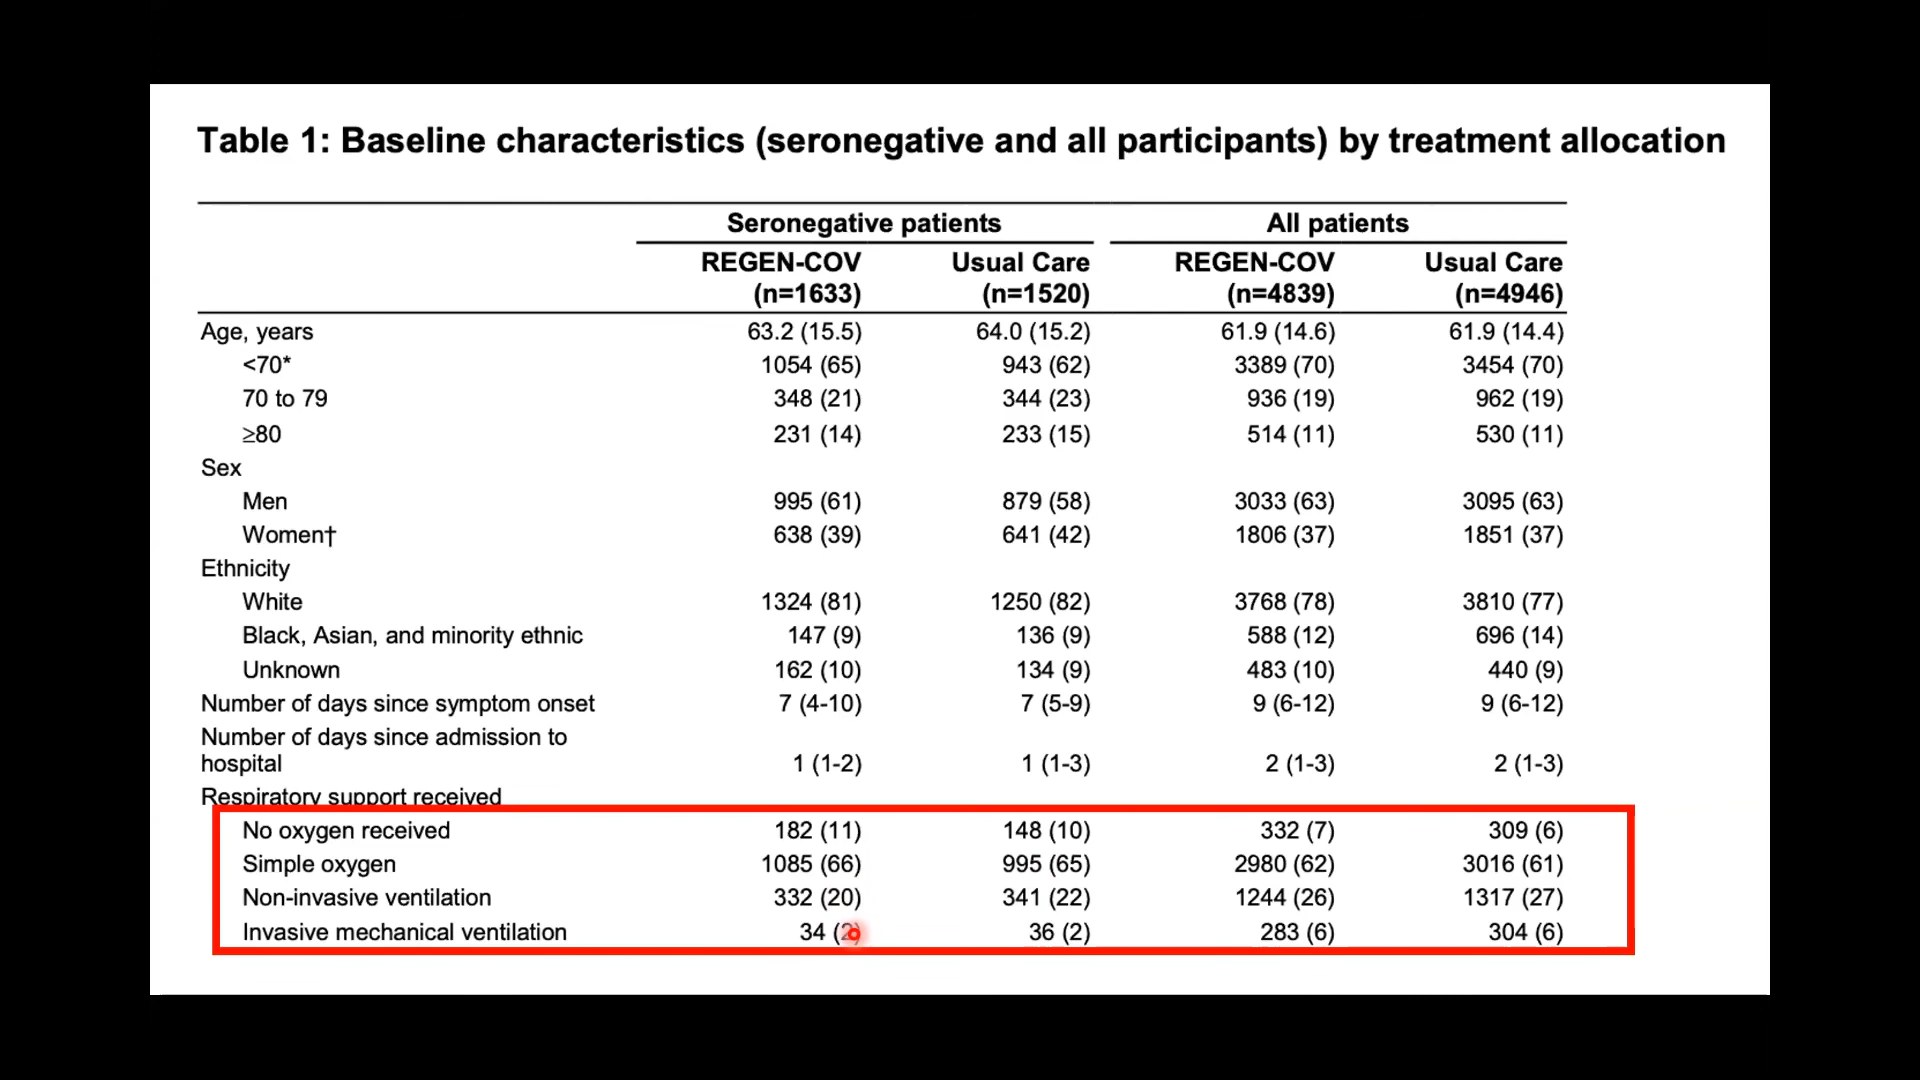 Table 1: Baseline characteristics (seronegative and all participants) by treatment allocation
Seronegative patients All patients
REGEN-COV Usual Care REGEN-COV Usual Care
(n=1633) (n=1520) (n=4839) (n=4946)
Age, years 63.2 (15.5) 64.0 (15.2) 61.9 (14.6) 61.9 (14.4)
<70* 1054 (65) 943 (62) 3389 (70) 3454 (70)
70 to 79 348 (21) 344 (23) 936 (19) 962 (19)
≥80 231 (14) 233 (15) 514 (11) 530 (11)
Sex
Men 995 (61) 879 (58) 3033 (63) 3095 (63)
Women† 638 (39) 641 (42) 1806 (37) 1851 (37)
Ethnicity
White 1324 (81) 1250 (82) 3768 (78) 3810 (77)
Black, Asian, and minority ethnic 147 (9) 136 (9) 588 (12) 696 (14)
Unknown 162 (10) 134 (9) 483 (10) 440 (9)
Number of days since symptom onset 7 (4-10) 7 (5-9) 9 (6-12) 9 (6-12)
Number of days since admission to
hospital 1 (1-2) 1 (1-3) 2 (1-3) 2 (1-3)
Respiratory support received
No oxygen received 182 (11) 148 (10) 332 (7) 309 (6)
Simple oxygen 1085 (66) 995 (65) 2980 (62) 3016 (61)
Non-invasive ventilation 332 (20) 341 (22) 1244 (26) 1317 (27)
Invasive mechanical ventilation 34 (2) 36 (2) 283 (6) 304 (6)